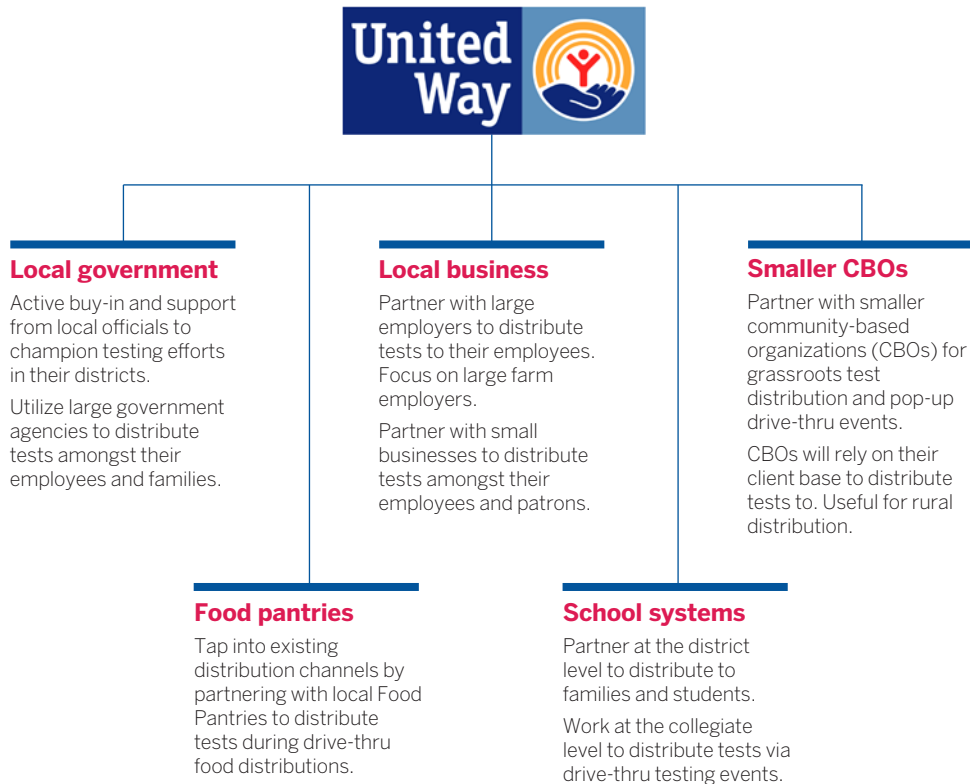 United
Way
Local government
Active buy-in and support
from local officials to
champion testing efforts
in their districts.
Utilize large government
agencies to distribute
tests amongst their
employees and families.
Local business
Partner with large
employers to distribute
tests to their employees.
Focus on large farm
employers.
Partner with small
businesses to distribute
tests amongst their
employees and patrons.
Smaller CBOs
Partner with smaller
community-based
organizations (CBOs) for
grassroots test
distribution and pop-up
drive-thru events.
CBOs will rely on their
client base to distribute
tests to. Useful for rural
distribution.
Food pantries
Tap into existing
distribution channels by
partnering with local Food
Pantries to distribute
tests during drive-thru
food distributions.
School systems
Partner at the district
level to distribute to
families and students.
Work at the collegiate
level to distribute tests via
drive-thru testing events.